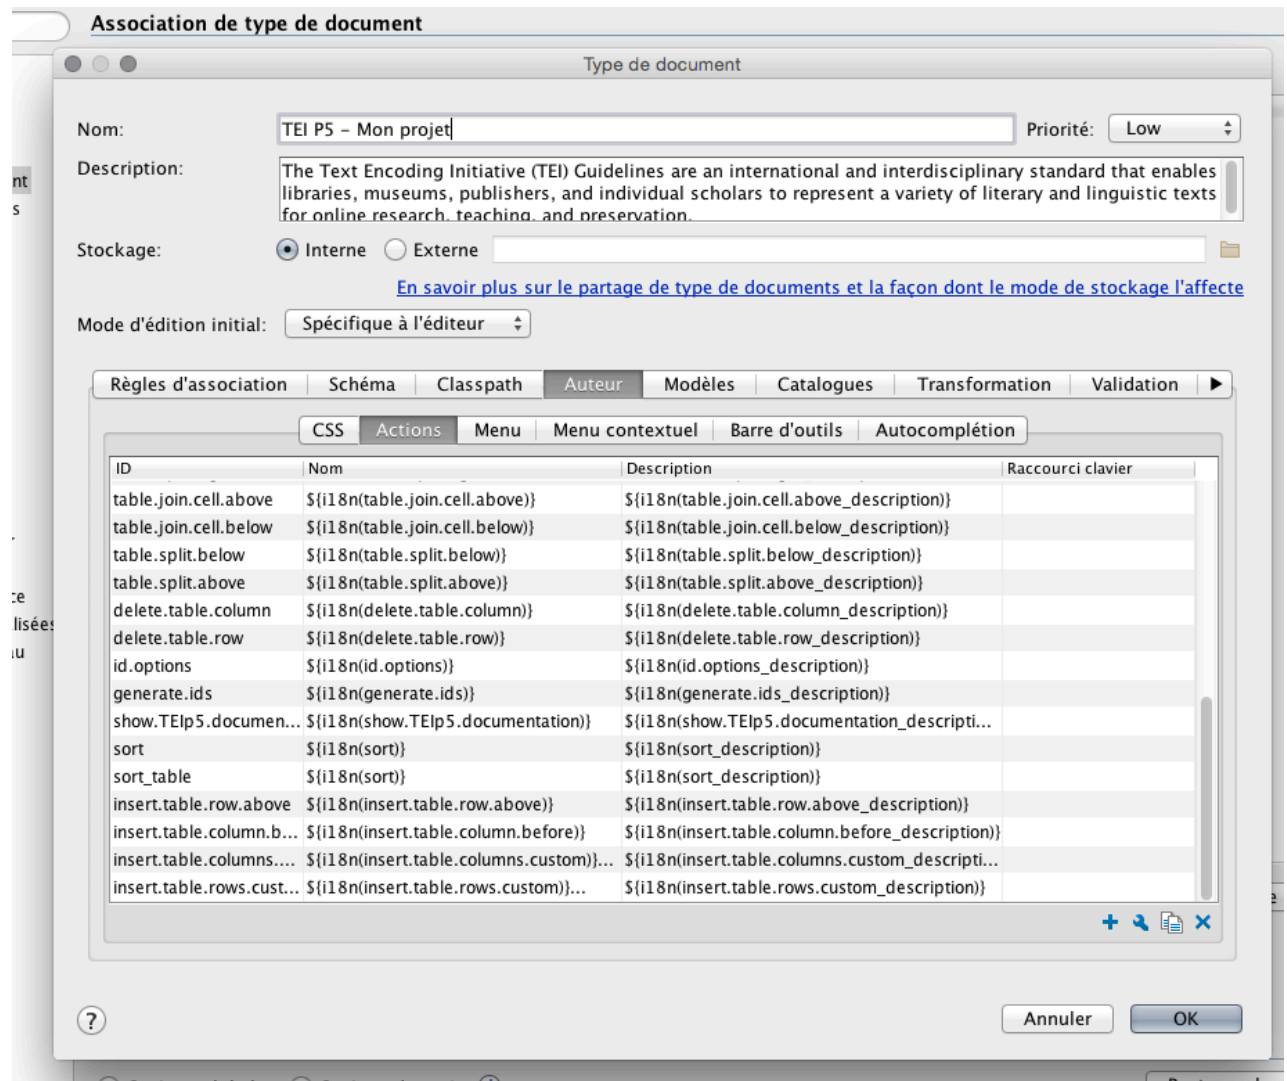 Association de type de document
Type de document
Nom:
TEI P5 – Mon projet
Priorité:
Low
Description:
The Text Encoding Initiative (TEI) Guidelines are an international and interdisciplinary standard that enables
libraries, museums, publishers, and individual scholars to represent a variety of literary and linguistic texts
for online research, teaching, and preservation.
Stockage:
Interne
Externe
En savoir plus sur le partage de type de documents et la façon dont le mode de stockage l'affecte
Mode d'édition initial:
Spécifique à l'éditeur
Règles d'association Schéma Classpath Auteur Modèles Catalogues Transformation Validation
CSS Actions Menu Menu contextuel Barre d'outils Autocomplétion
ID Nom Description Raccourci clavier
table.join.cell.above ${i18n(table.join.cell.above)} ${i18n(table.join.cell.above_description)}
table.join.cell.below ${i18n(table.join.cell.below)} ${i18n(table.join.cell.below_description)}
table.split.below ${i18n(table.split.below)} ${i18n(table.split.below_description)}
table.split.above ${i18n(table.split.above)} ${i18n(table.split.above_description)}
delete.table.column ${i18n(delete.table.column)} ${i18n(delete.table.column_description)}
delete.table.row ${i18n(delete.table.row)} ${i18n(delete.table.row_description)}
id.options ${i18n(id.options)} ${i18n(id.options_description)}
generate.ids ${i18n(generate.ids)} ${i18n(generate.ids_description)}
show.TEIp5.documen... ${i18n(show.TEIp5.documentation)} ${i18n(show.TEIp5.documentation_descripti...
sort ${i18n(sort)} ${i18n(sort_description)}
sort_table ${i18n(sort)} ${i18n(sort_description)}
insert.table.row.above ${i18n(insert.table.row.above)} ${i18n(insert.table.row.above_description)}
insert.table.column.b... ${i18n(insert.table.column.before)} ${i18n(insert.table.column.before_description)}
insert.table.columns.... ${i18n(insert.table.columns.custom)}... ${i18n(insert.table.columns.custom_descripti...
insert.table.rows.cust... ${i18n(insert.table.rows.custom)}... ${i18n(insert.table.rows.custom_description)}
?
Annuler
OK
nt
s
ce
lisées
au